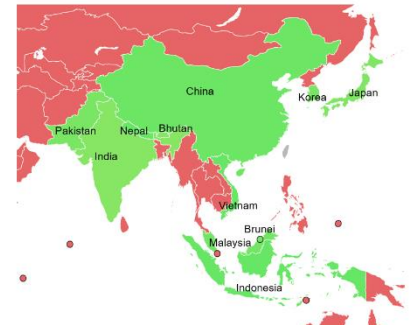 China
Korea
Japan
Pakistan
Nepal
Bhutan
India
Vietnam
Brunei
Malaysia
Indonesia